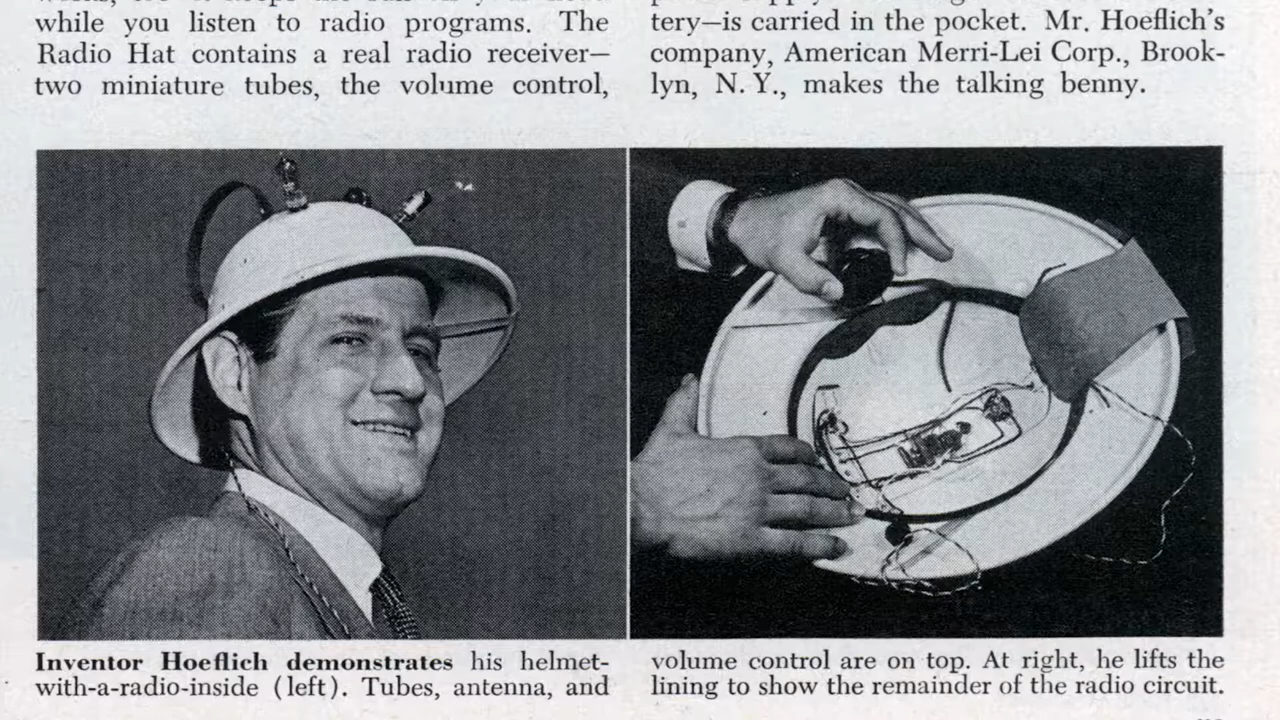 while you listen to radio programs. The
Radio Hat contains a real radio receiver—
two miniature tubes, the volume control,
tery—is carried in the pocket. Mr. Hoeflich's
company, American Merri-Lei Corp., Brook-
lyn, N. Y., makes the talking benny.
Inventor Hoeflich demonstrates his helmet-
with-a-radio-inside (left). Tubes, antenna, and
volume control are on top. At right, he lifts the
lining to show the remainder of the radio circuit.